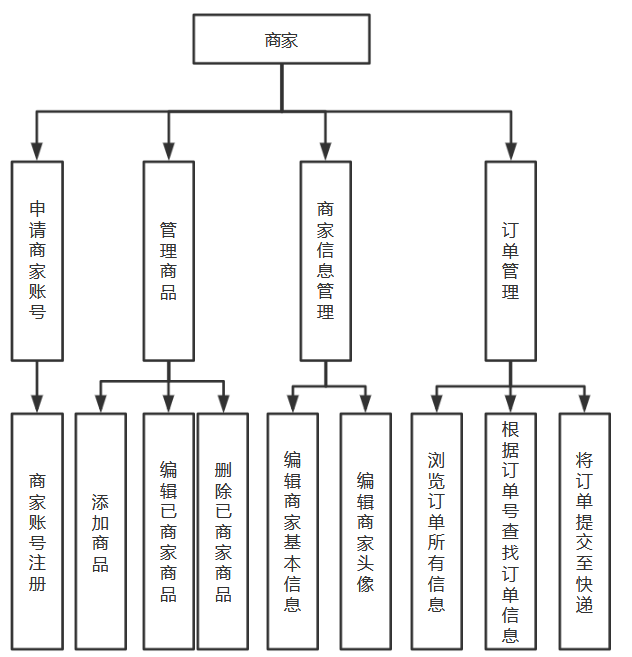 商家
申请商家账号
管理商品
商家信息管理
订单管理
商家账号注册
添加商品
编辑已商家商品
删除已商家商品
编辑商家基本信息
编辑商家头像
浏览订单所有信息
根据订单号查找订单信息
将订单提交至快递